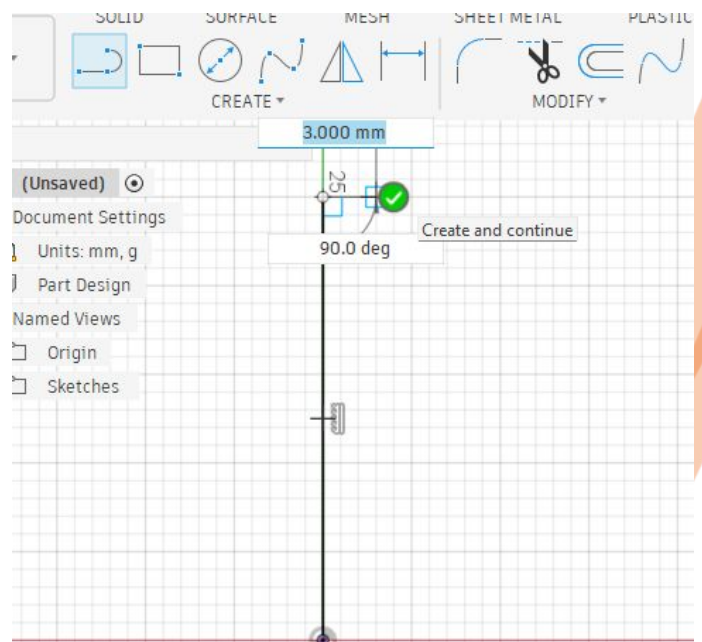 SOLID SURFACE MESH SHEET METAL PLASTIC
CREATE ▾ MODIFY ▾
3.000 mm
25
(Unsaved)
Create and continue
Document Settings
90.0 deg
Units: mm, g
Part Design
Named Views
Origin
Sketches